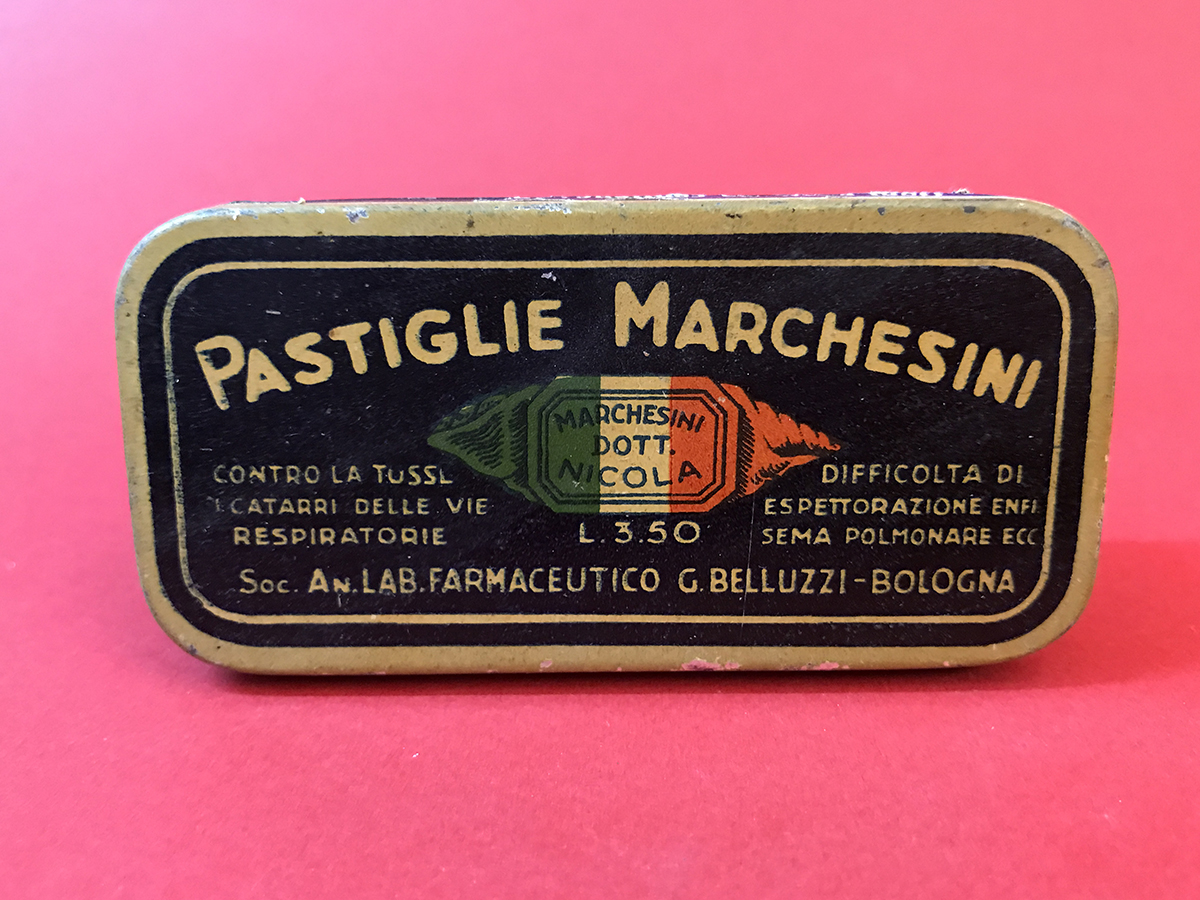 PASTIGLIE MARCHESINI
MARCHESINI
DOTT.
NICOLA
CONTRO LA TUSSE
I CATARRI DELLE VIE
RESPIRATORIE
L.3.50
DIFFICOLTA DI
ESPETTORAZIONE ENFI
SEMA POLMONARE ECC
SOC. AN. LAB. FARMACEUTICO G. BELLUZZI - BOLOGNA